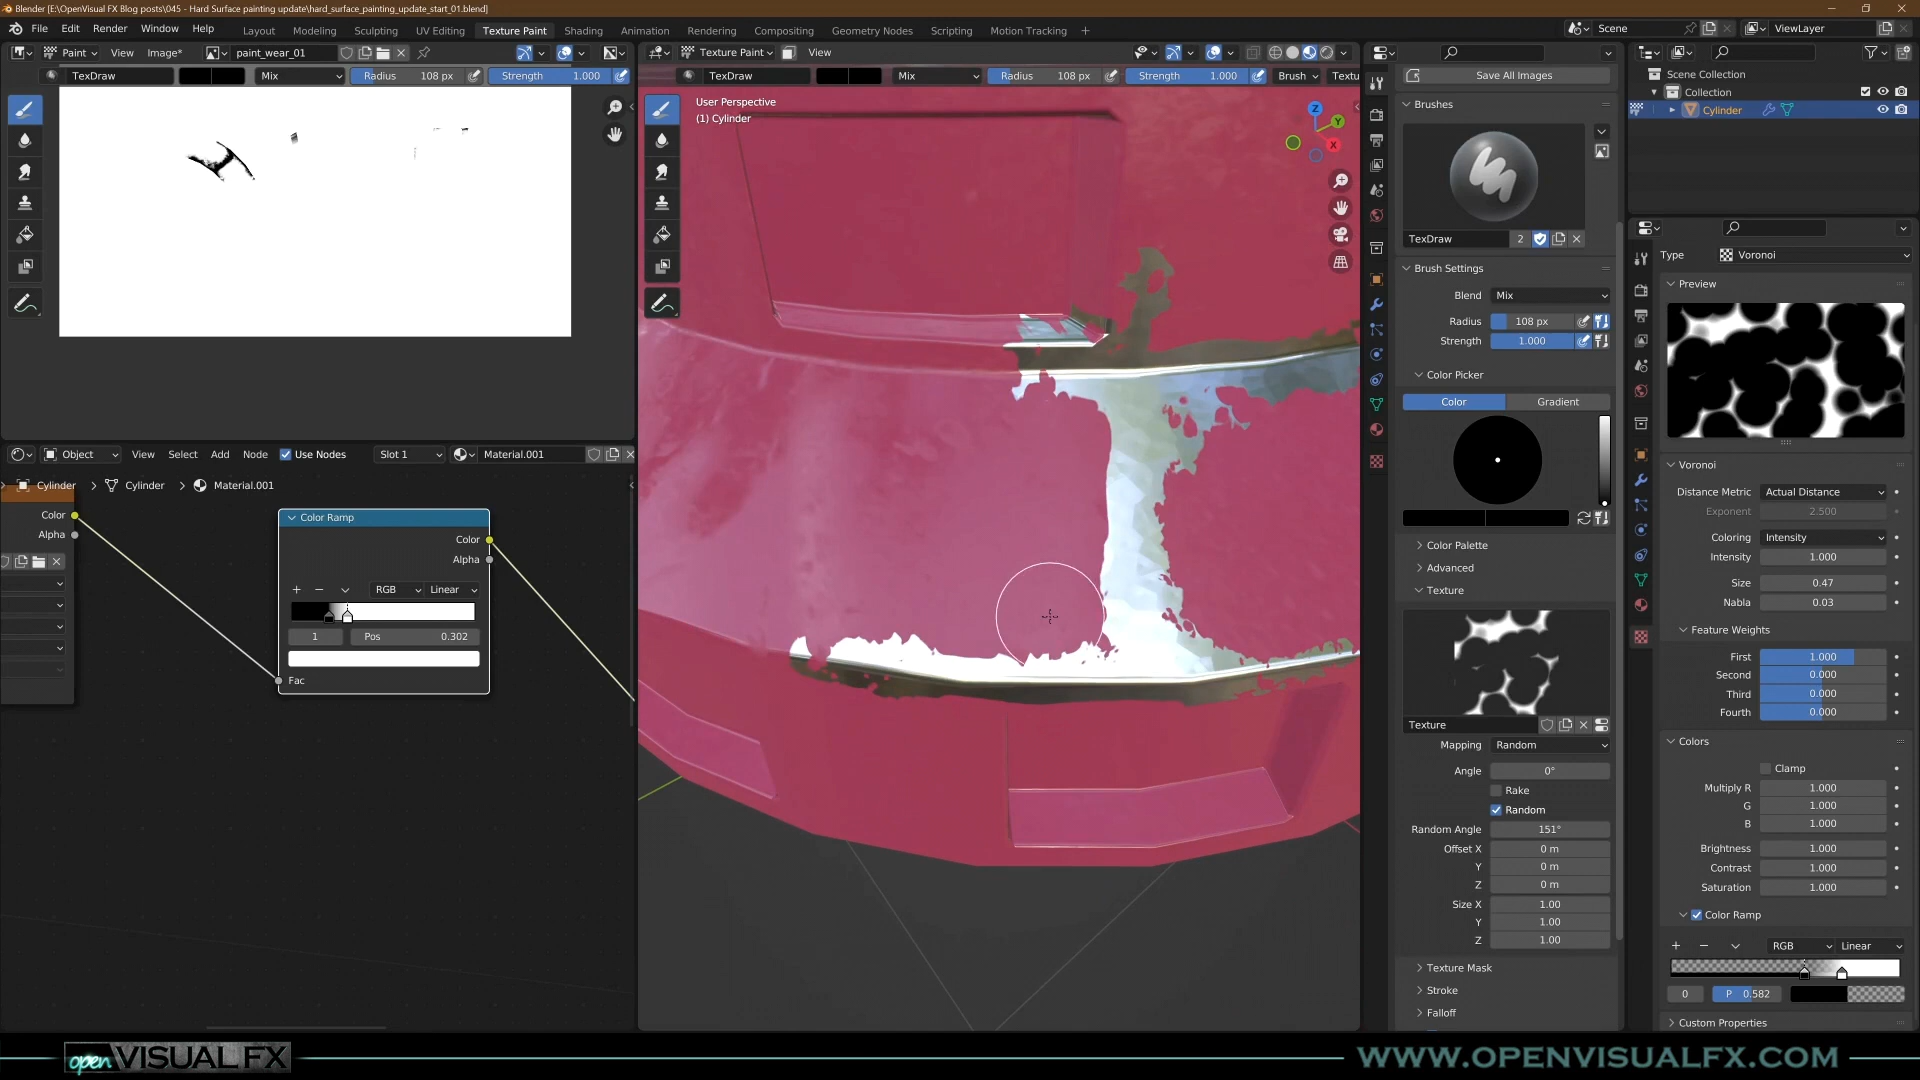 Blender [E:\OpenVisual FX Blog posts\045 - Hard Surface painting update\hard_surface_painting_update_start_01.blend]
File Edit Render Window Help
Layout Modeling Sculpting UV Editing Texture Paint Shading Animation Rendering Compositing Geometry Nodes Scripting Motion Tracking +
Scene ViewLayer
Paint View Image* paint_wear_01
TexDraw Mix Radius 108 px Strength 1.000
Texture Paint View
TexDraw Mix Radius 108 px Strength 1.000 Brush Textu
User Perspective
(1) Cylinder
Z
Y
X
Object View Select Add Node Use Nodes Slot 1 Material.001
Cylinder > Cylinder > Material.001
Color
Alpha
Color Ramp
Color
Alpha
RGB Linear
1 Pos 0.302
Fac
Save All Images
Brushes
TexDraw 2
Brush Settings
Blend Mix
Radius 108 px
Strength 1.000
Color Picker
Color Gradient
Color Palette
Advanced
Texture
Texture
Mapping Random
Angle 0°
Rake
Random
Random Angle 151°
Offset X 0 m
Y 0 m
Z 0 m
Size X 1.00
Y 1.00
Z 1.00
Texture Mask
Stroke
Falloff
Scene Collection
Collection
Cylinder
Type Voronoi
Preview
Voronoi
Distance Metric Actual Distance
Exponent 2.500
Coloring Intensity
Intensity 1.000
Size 0.47
Nabla 0.03
Feature Weights
First 1.000
Second 0.000
Third 0.000
Fourth 0.000
Colors
Clamp
Multiply R 1.000
G 1.000
B 1.000
Brightness 1.000
Contrast 1.000
Saturation 1.000
Color Ramp
RGB Linear
0 P 0.582
Custom Properties
open VISUAL FX
WWW.OPENVISUALFX.COM